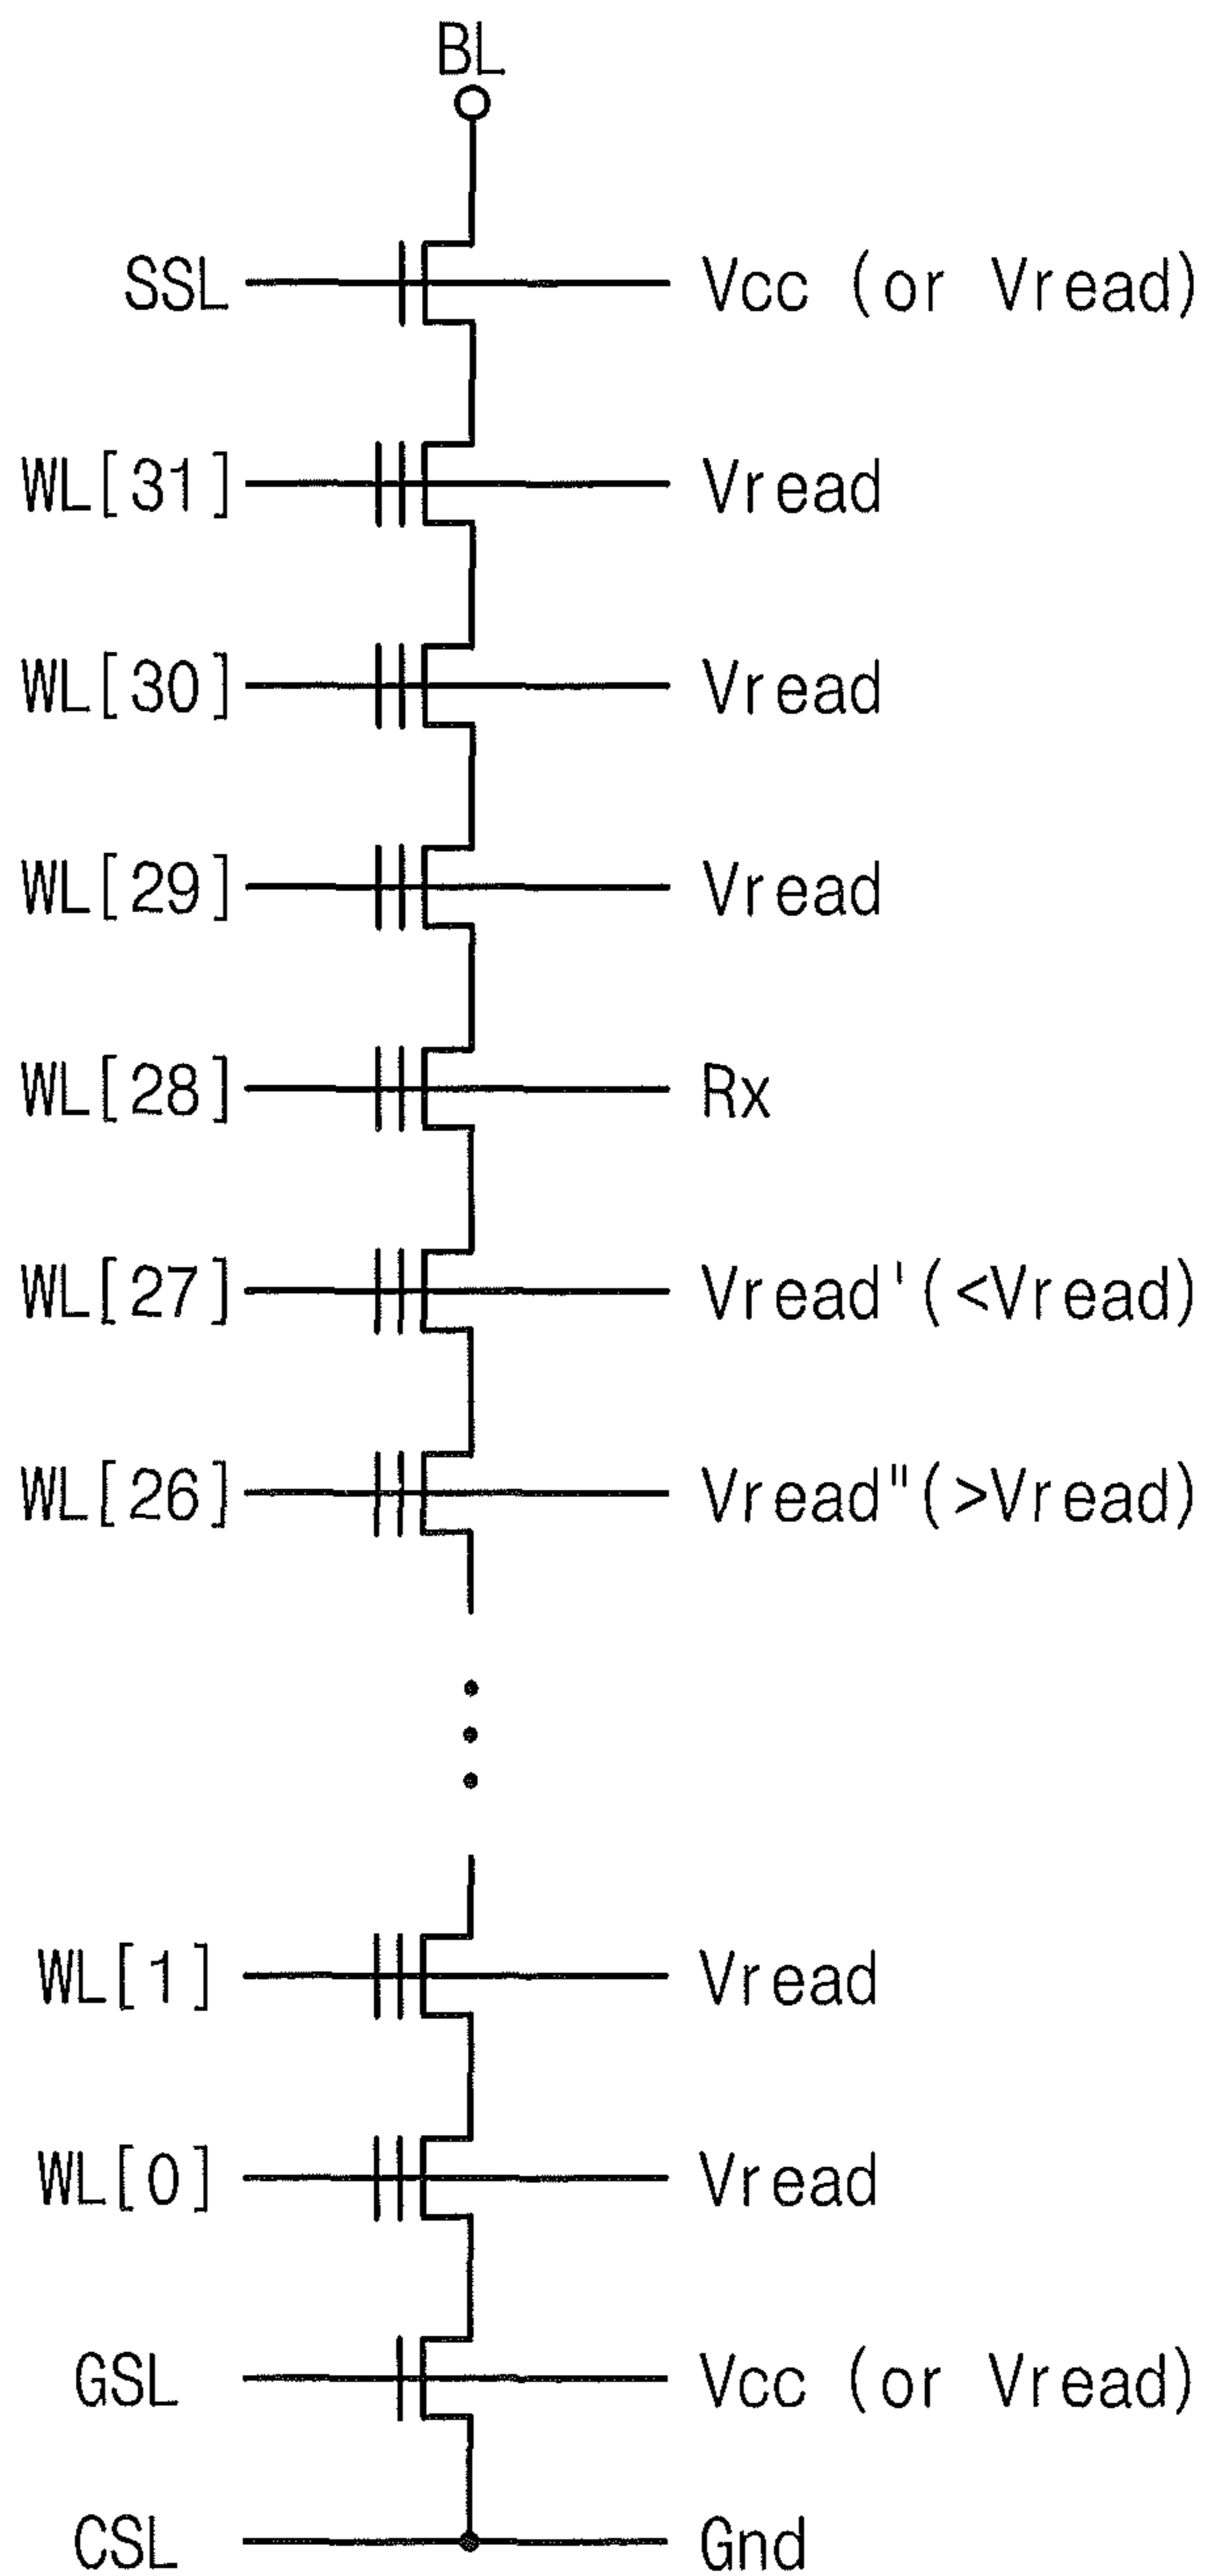 BL
SSL Vcc (or Vread)
WL[31] Vread
WL[30] Vread
WL[29] Vread
WL[28] Rx
WL[27] Vread'(<Vread)
WL[26] Vread"(>Vread)
WL[1] Vread
WL[0] Vread
GSL Vcc (or Vread)
CSL Gnd